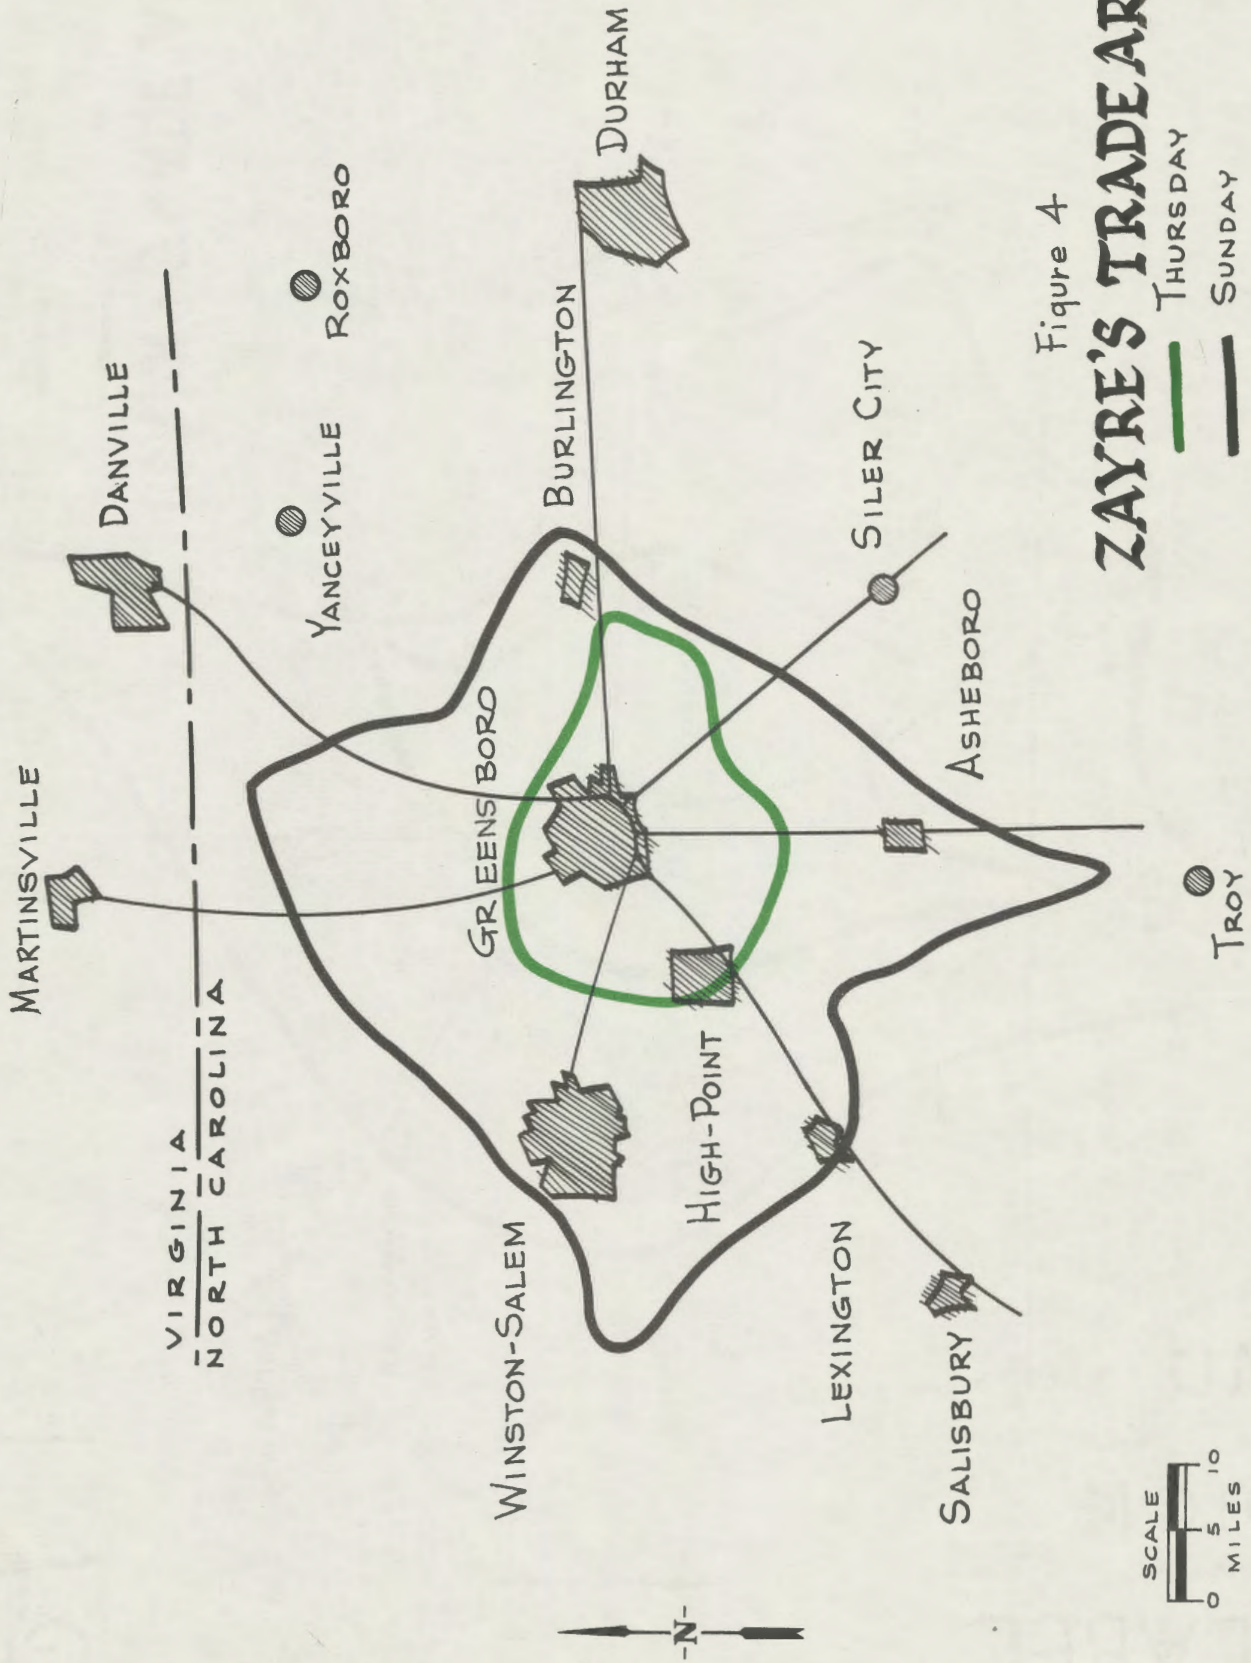 MARTINSVILLE
DANVILLE
VIRGINIA
NORTH CAROLINA
YANCEYVILLE
ROXBORO
GREENSBORO
WINSTON-SALEM
BURLINGTON
DURHAM
HIGH-POINT
-N-
LEXINGTON
SILER CITY
SALISBURY
ASHEBORO
Figure 4
ZAYRE'S TRADE AR
THURSDAY
SUNDAY
TROY
SCALE
0 5 10
MILES